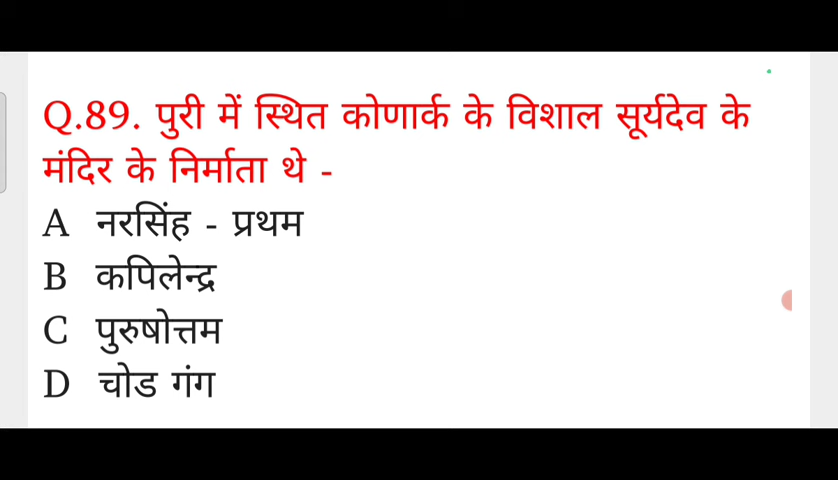 Q.89. पुरी में स्थित कोणार्क के विशाल सूर्यदेव के
मंदिर के निर्माता थे -
A नरसिंह - प्रथम
B कपिलेन्द्र
C पुरुषोत्तम
D चोड गंग